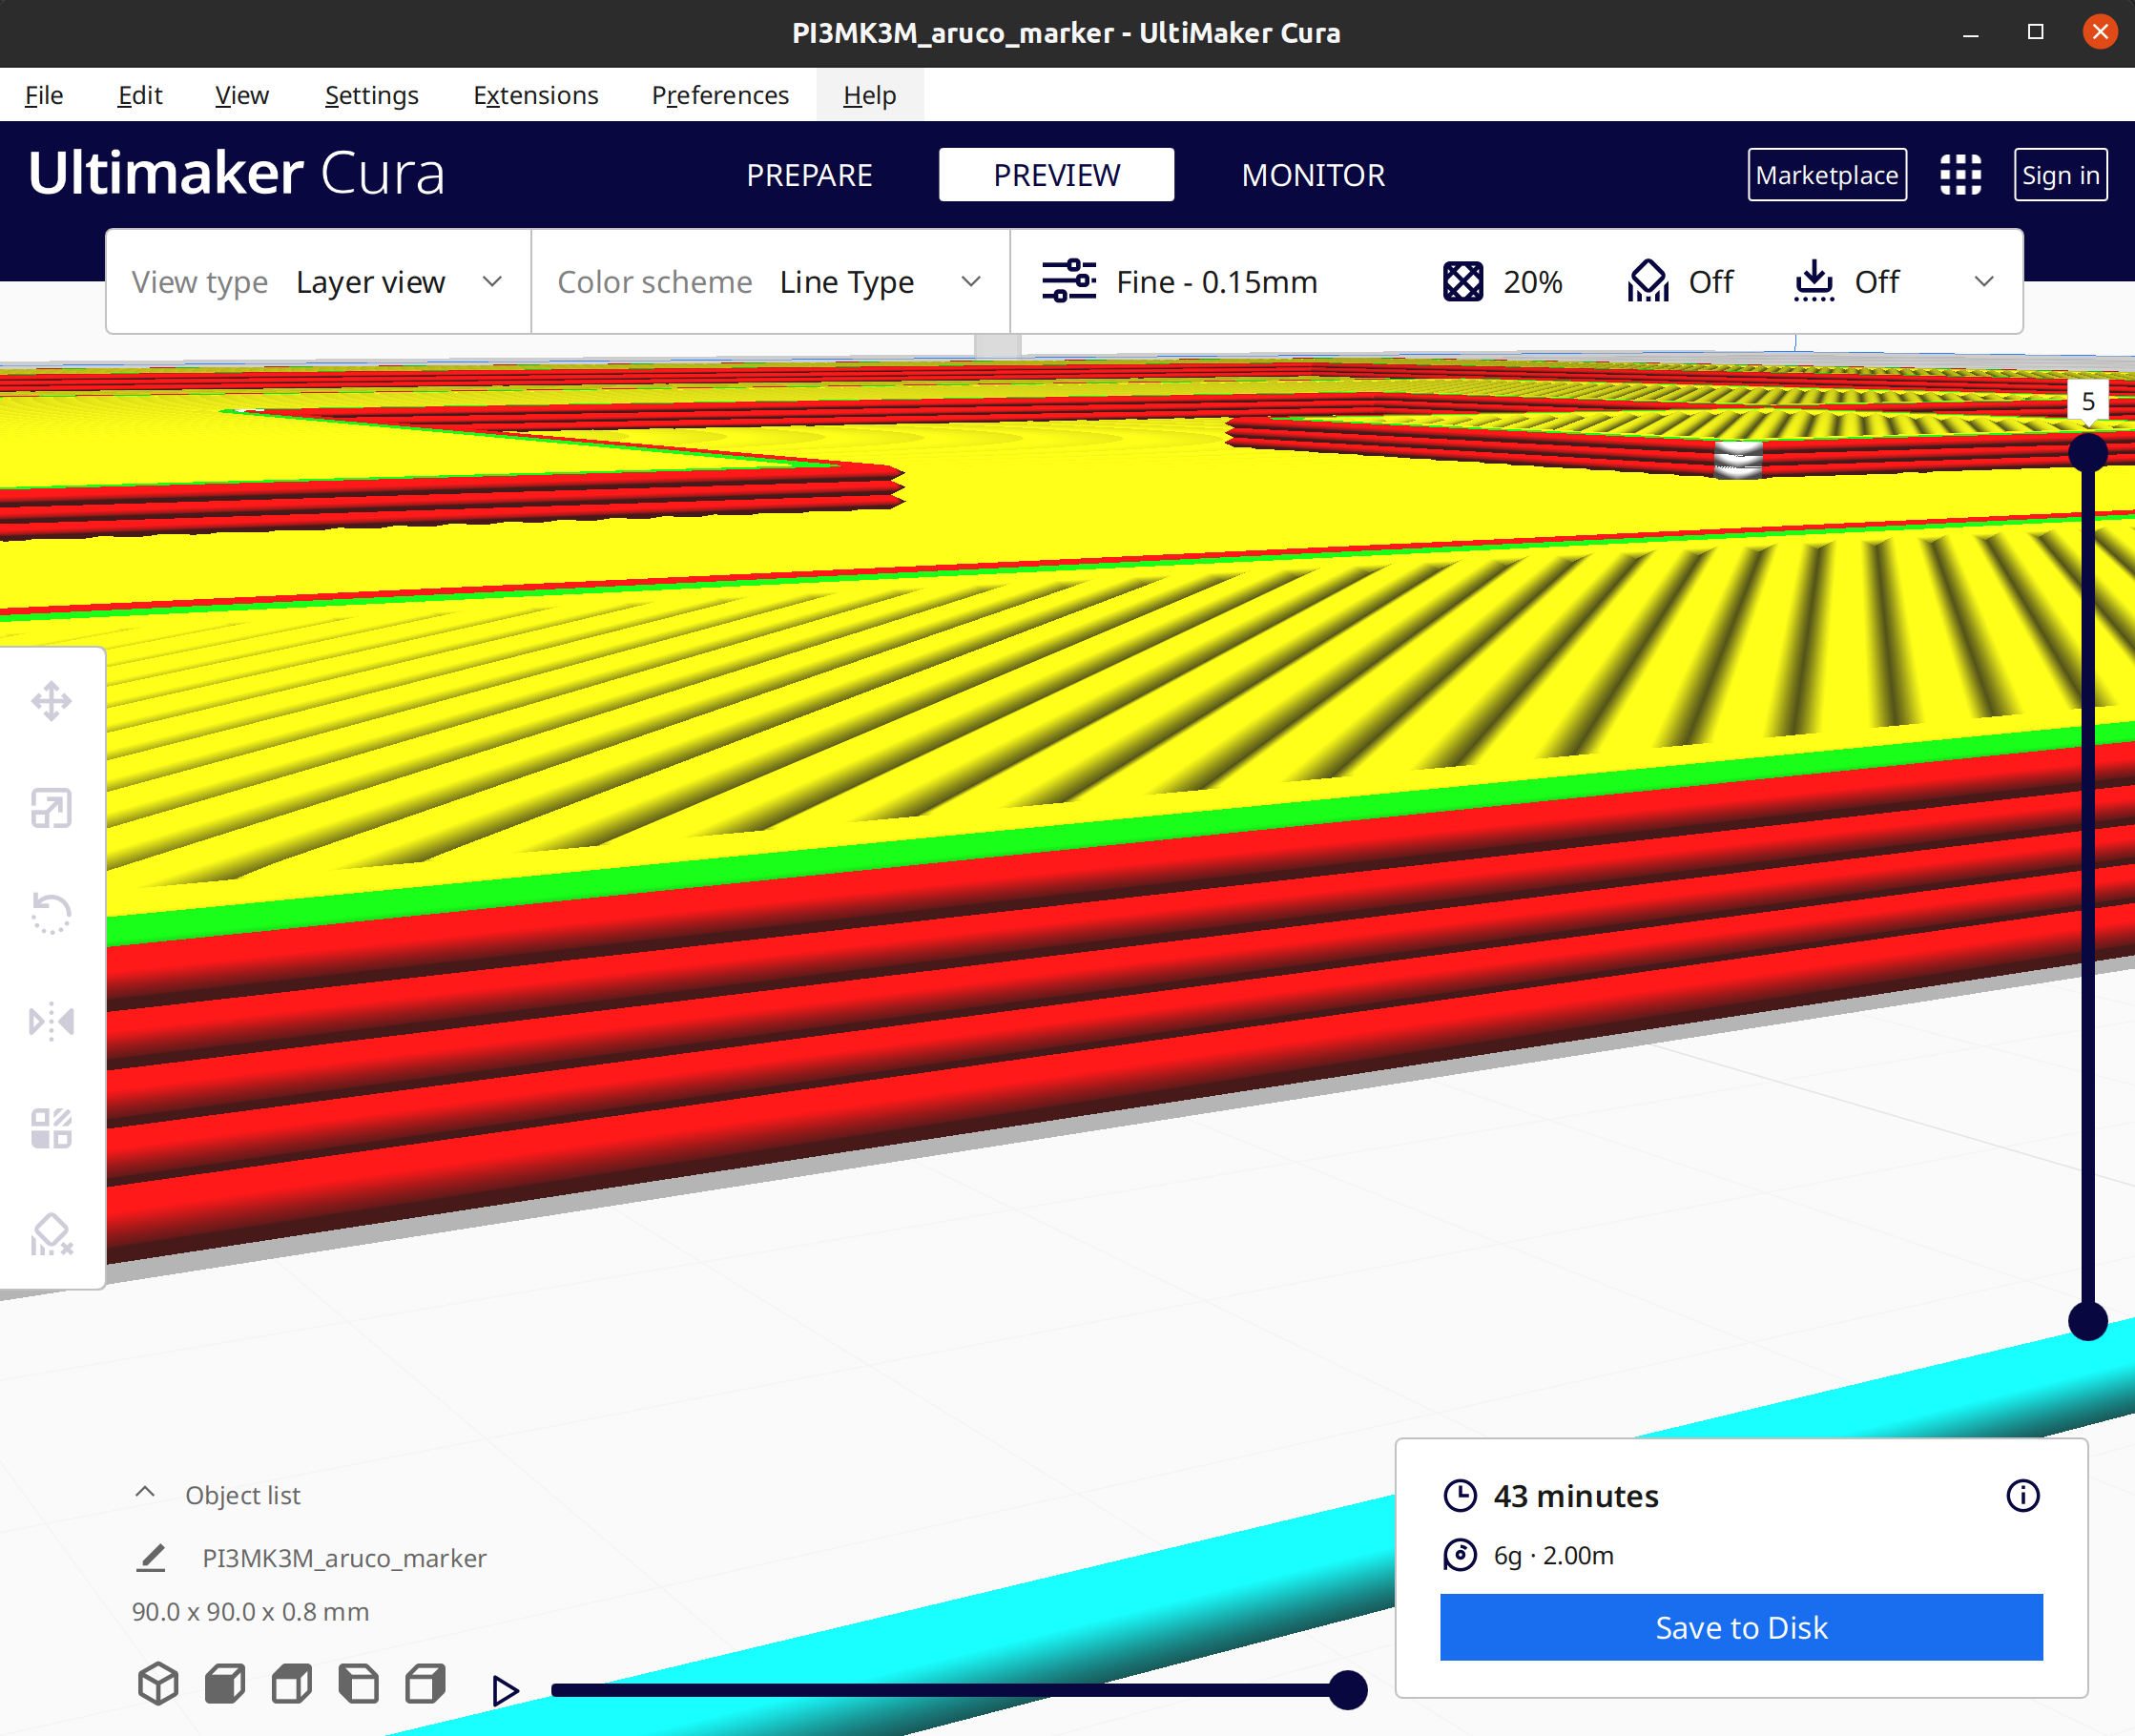 PI3MK3M_aruco_marker - UltiMaker Cura
File Edit View Settings Extensions Preferences Help
Ultimaker Cura PREPARE PREVIEW MONITOR Marketplace Sign in
View type Layer view Color scheme Line Type Fine - 0.15mm 20% Off Off
5
Object list
PI3MK3M_aruco_marker
90.0 x 90.0 x 0.8 mm
43 minutes
6g · 2.00m
Save to Disk